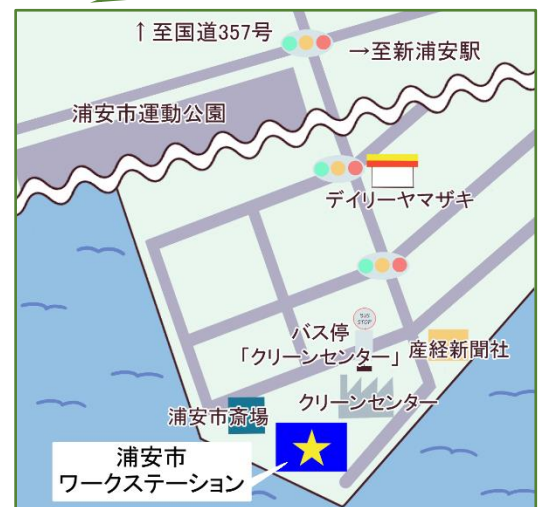 ↑至国道357号
→至新浦安駅
浦安市運動公園
デイリーヤマザキ
BUS
STOP
バス停
「クリーンセンター」
産経新聞社
クリーンセンター
浦安市斎場
浦安市
ワークステーション